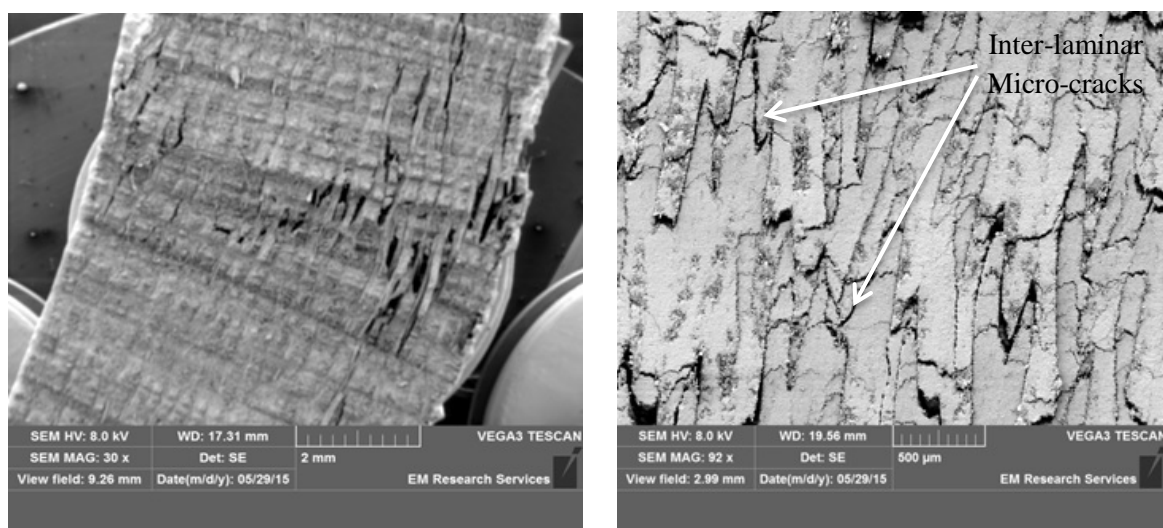 SEM HV: 8.0 kV
WD: 17.31 mm
VEGA3 TESCAN
SEM MAG: 30 x
Det: SE
2 mm
View field: 9.26 mm
Date(m/d/y): 05/29/15
EM Research Services
Inter-laminar
Micro-cracks
SEM HV: 8.0 kV
WD: 19.56 mm
VEGA3 TESCAN
SEM MAG: 92 x
Det: SE
500 µm
View field: 2.99 mm
Date(m/d/y): 05/29/15
EM Research Services